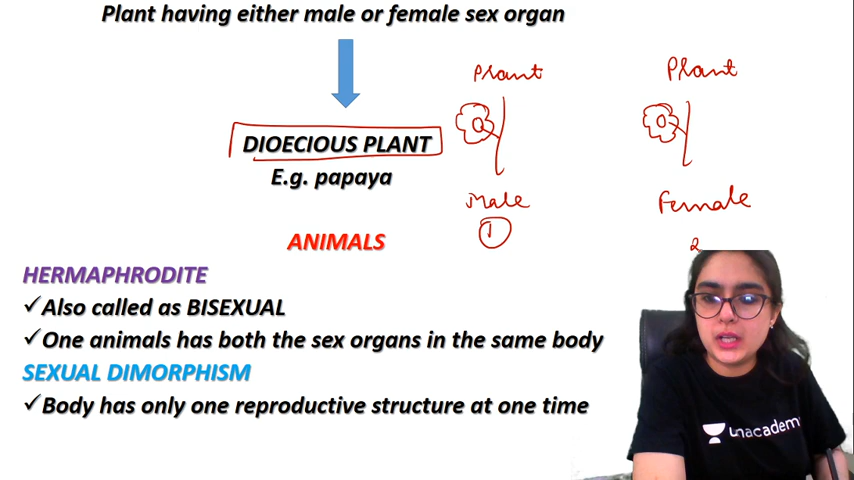 Plant having either male or female sex organ
Plant
Plant
DIOECIOUS PLANT
E.g. papaya
Male
Female
1
2
ANIMALS
HERMAPHRODITE
✓Also called as BISEXUAL
✓One animals has both the sex organs in the same body
SEXUAL DIMORPHISM
✓Body has only one reproductive structure at one time
unacadem